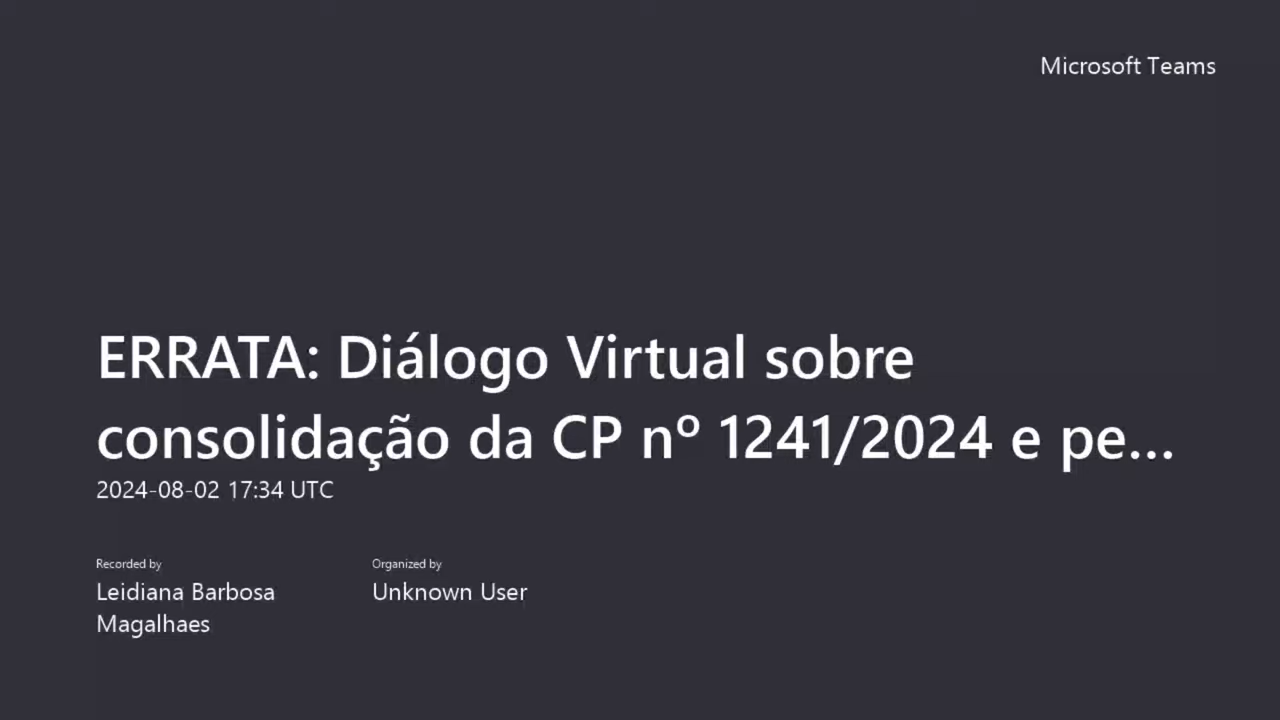 Microsoft Teams
ERRATA: Diálogo Virtual sobre
consolidação da CP nº 1241/2024 e pe...
2024-08-02 17:34 UTC
Recorded by
Organized by
Leidiana Barbosa
Magalhaes
Unknown User